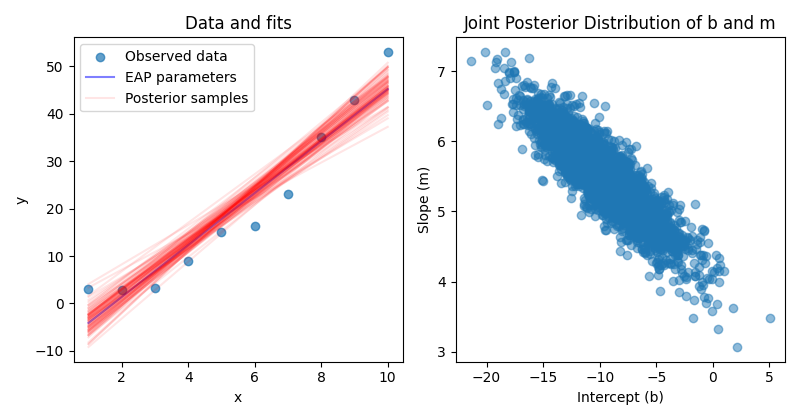 Data and fits
Observed data
EAP parameters
Posterior samples
50
40
30
20
10
0
−10
y
2
4
6
8
10
x
Joint Posterior Distribution of b and m
7
6
5
4
3
Slope (m)
−20
−15
−10
−5
0
5
Intercept (b)